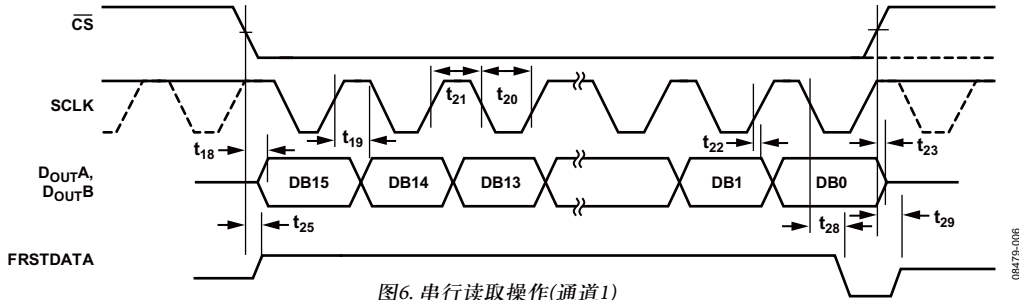 CS
SCLK
t21
t20
t18
t19
t22
t23
DOUTA,
DOUTB
DB15
DB14
DB13
DB1
DB0
t25
t28
t29
FRSTDATA
图6. 串行读取操作(通道1)
08479-006